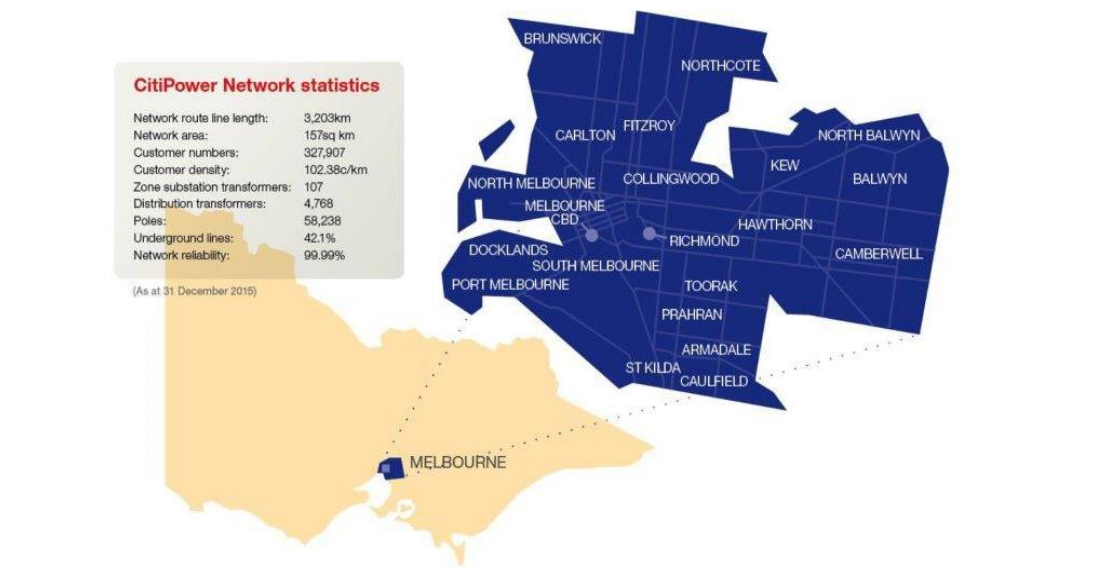 CitiPower Network statistics
Network route line length: 3,203km
Network area: 157sq km
Customer numbers: 327,907
Customer density: 102.38c/km
Zone substation transformers: 107
Distribution transformers: 4,768
Poles: 58,238
Underground lines: 42.1%
Network reliability: 99.99%
(As at 31 December 2015)
BRUNSWICK
NORTHCOTE
CARLTON
FITZROY
NORTH BALWYN
KEW
NORTH MELBOURNE
COLLINGWOOD
BALWYN
MELBOURNE
CBD
HAWTHORN
RICHMOND
DOCKLANDS
CAMBERWELL
SOUTH MELBOURNE
PORT MELBOURNE
TOORAK
PRAHRAN
ARMADALE
ST KILDA
CAULFIELD
MELBOURNE